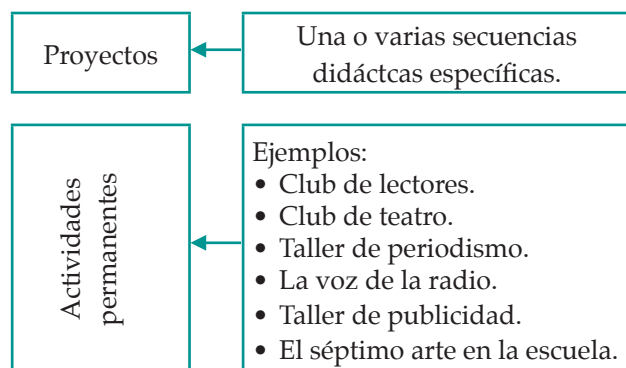 Proyectos
Una o varias secuencias
didáctcas específicas.
Actividades
permanentes
Ejemplos:
• Club de lectores.
• Club de teatro.
• Taller de periodismo.
• La voz de la radio.
• Taller de publicidad.
• El séptimo arte en la escuela.